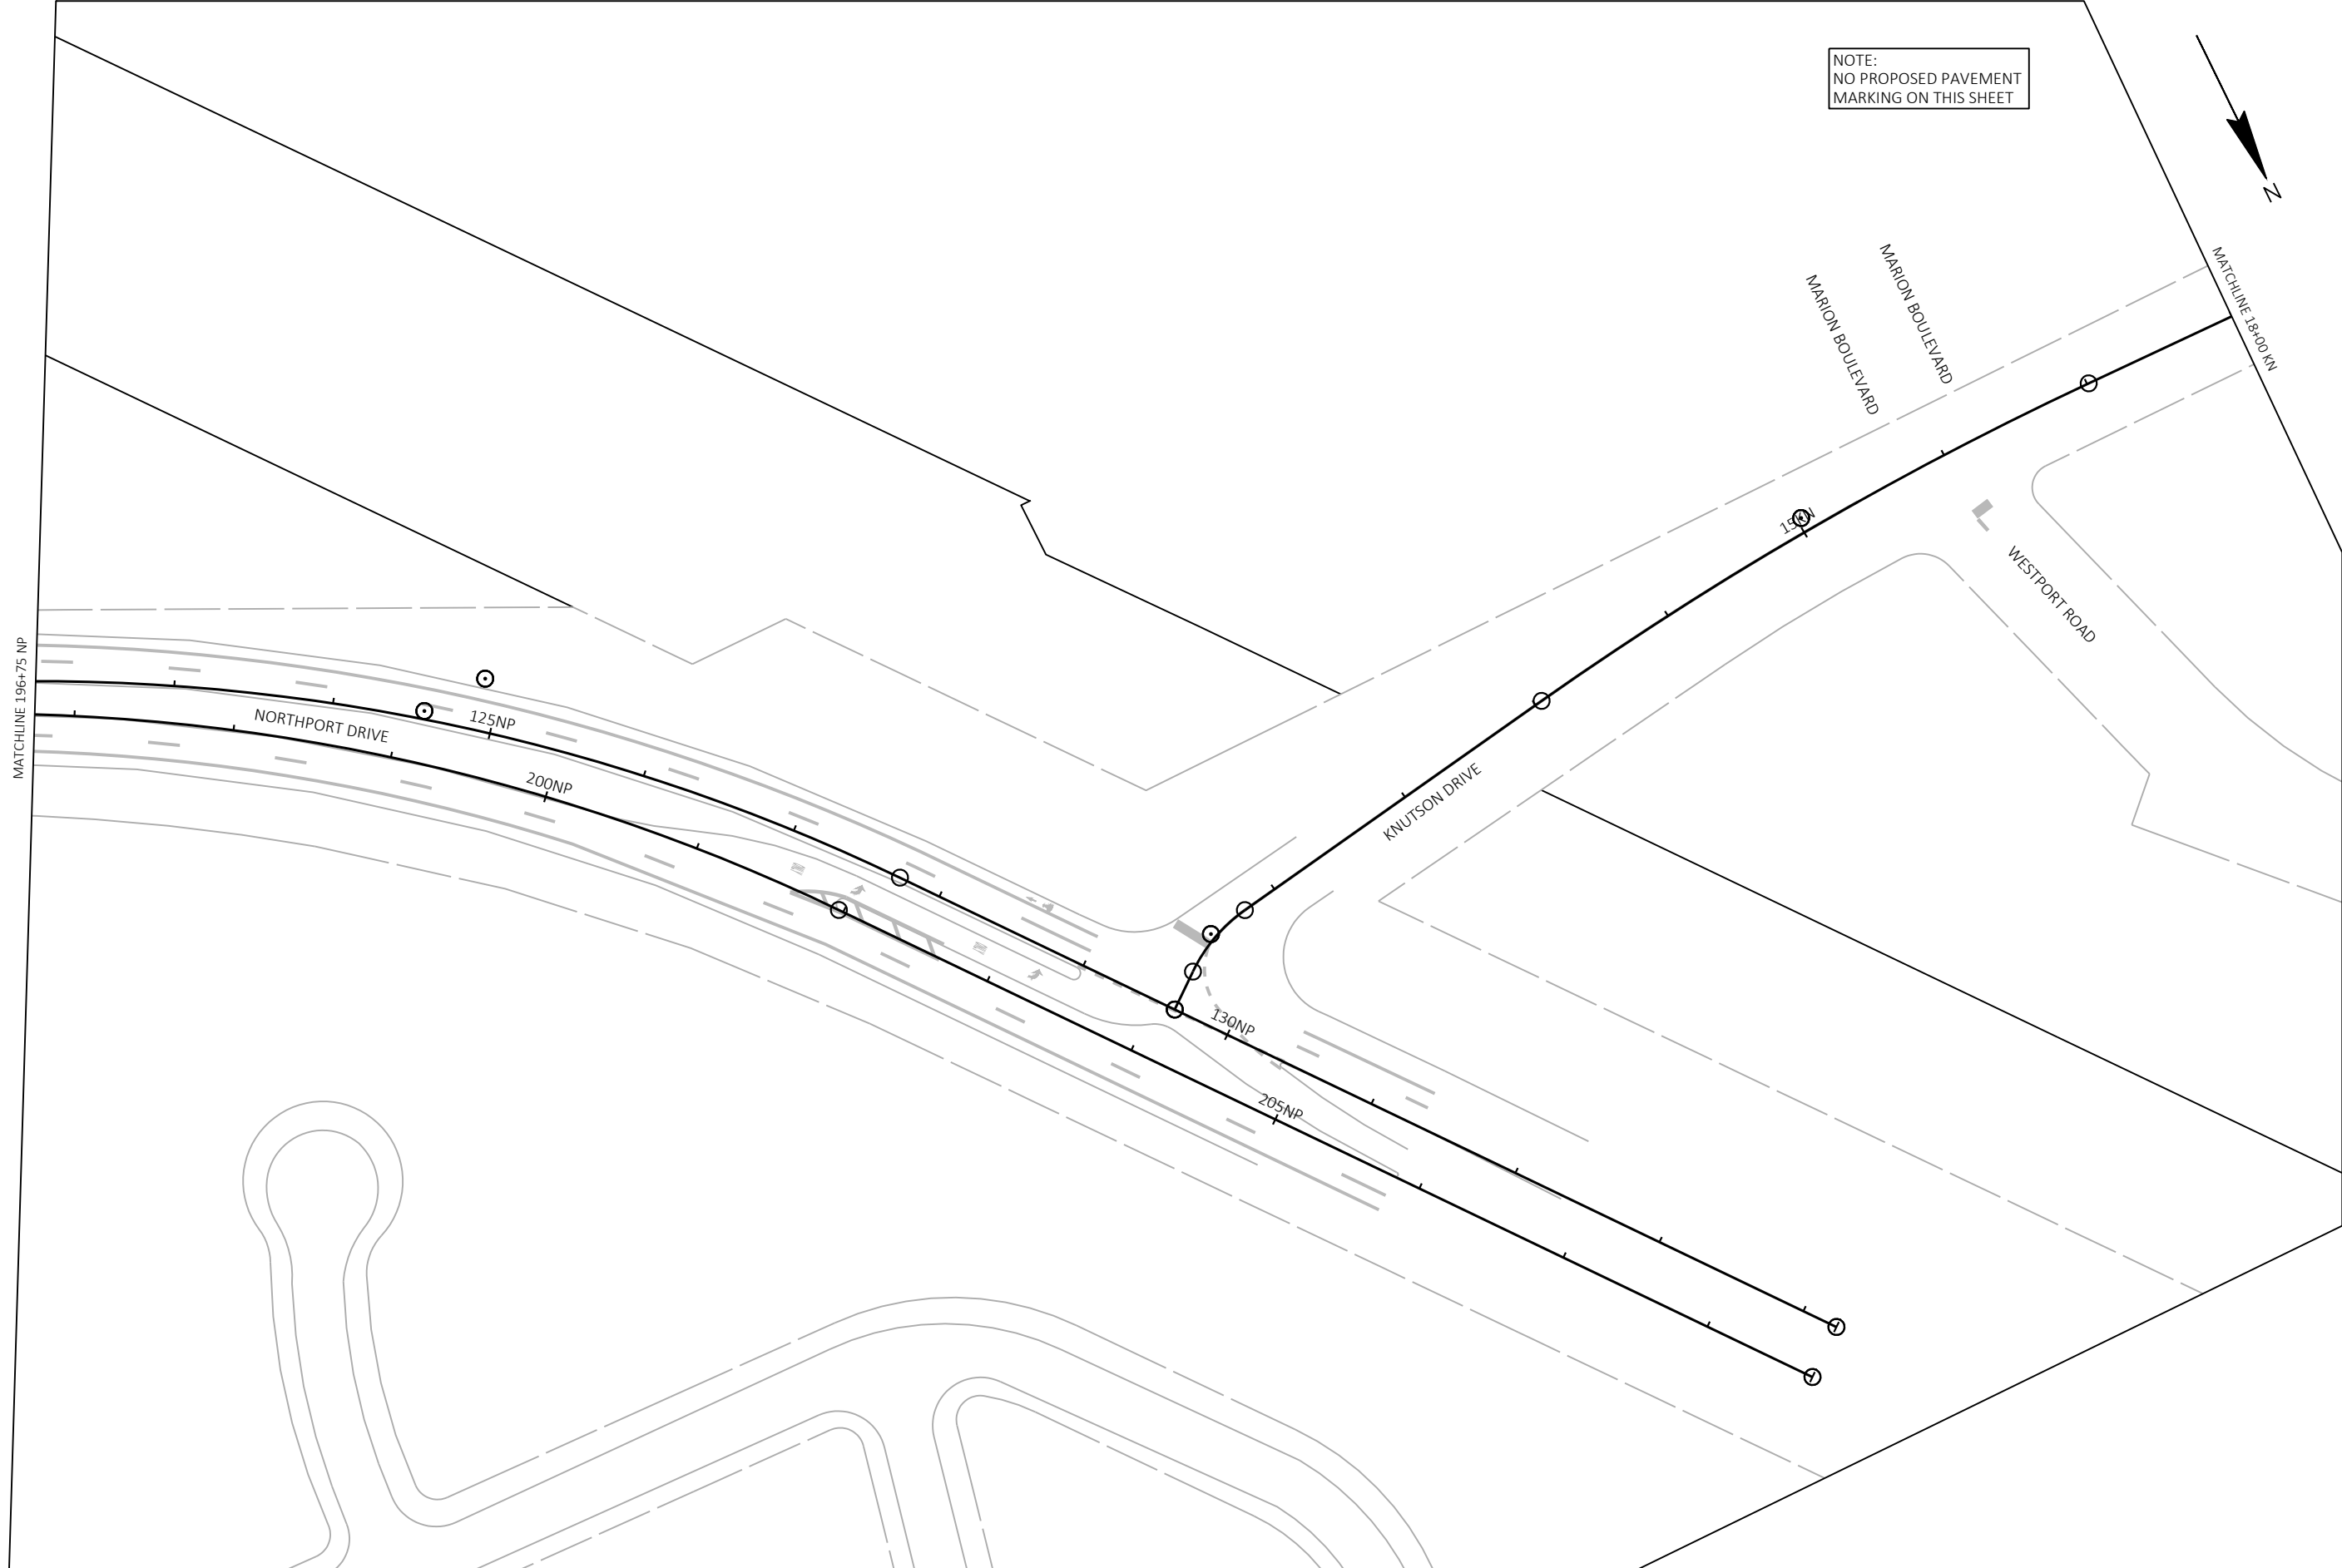 NOTE:
NO PROPOSED PAVEMENT
MARKING ON THIS SHEET
N
MARION BOULEVARD
MARION BOULEVARD
MATCHLINE 18+00 KN
15KN
WESTPORT ROAD
MATCHLINE 196+75 NP
125NP
NORTHPORT DRIVE
200NP
KNUTSON DRIVE
130NP
205NP